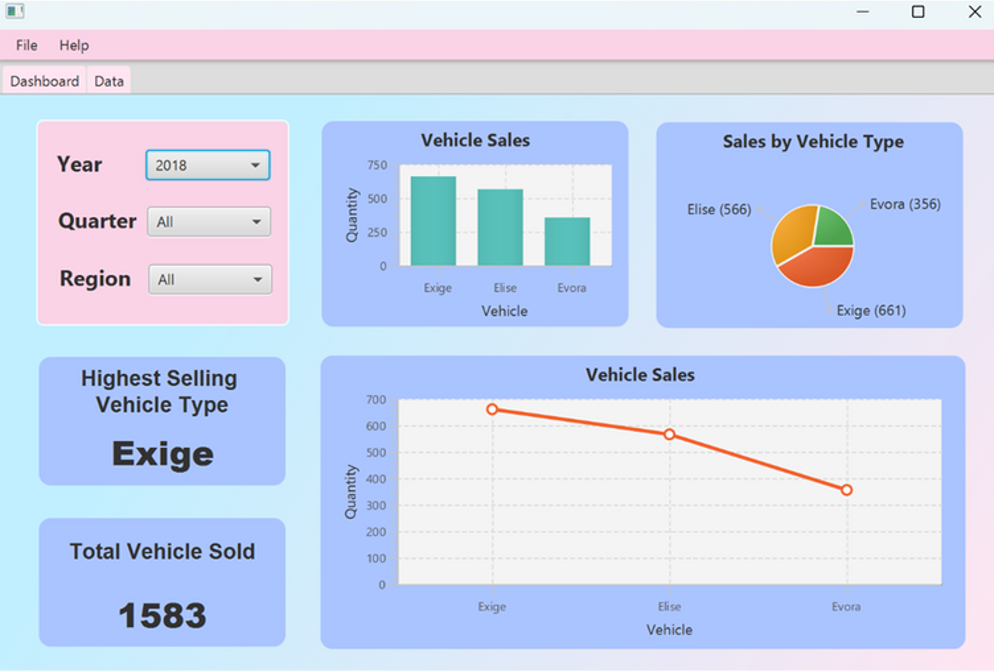 File Help
Dashboard Data
Year 2018
Quarter All
Region All
Vehicle Sales
750
500
250
0
Quantity
Exige Elise Evora
Vehicle
Sales by Vehicle Type
Elise (566)
Evora (356)
Exige (661)
Highest Selling
Vehicle Type
Exige
Total Vehicle Sold
1583
Vehicle Sales
700
600
500
400
300
200
100
0
Quantity
Exige Elise Evora
Vehicle